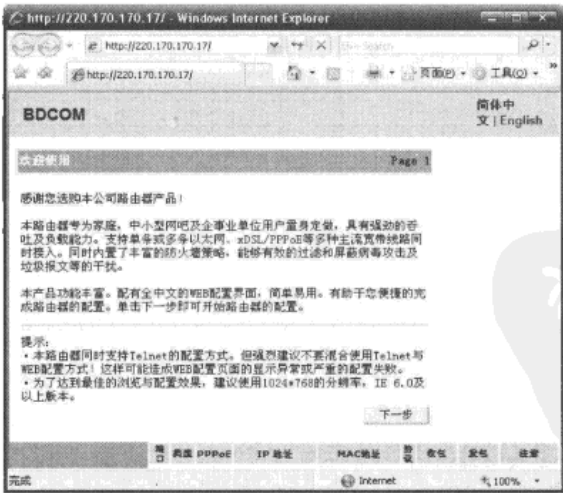 http://220.170.170.17/ - Windows Internet Explorer
http://220.170.170.17/
Live Search
http://220.170.170.17/
页面(P)
工具(O)
BDCOM
简体中
文 | English
欢迎使用
Page 1
感谢您选购本公司路由器产品!
本路由器专为家庭、中小型网吧及企事业单位用户量身定做,具有强劲的吞
吐及负载能力。支持单条或多条以太网、xDSL/PPPoE等多种主流宽带线路同
时接入。同时内置了丰富的防火墙策略,能够有效的过滤和屏蔽病毒攻击及
垃圾报文等的干扰。
本产品功能丰富。配有全中文的WEB配置界面,简单易用。有助于您便捷的完
成路由器的配置。单击下一步即可开始路由器的配置。
提示:
·本路由器同时支持Telnet的配置方式。但强烈建议不要混合使用Telnet与
WEB配置方式!这样可能造成WEB配置页面的显示异常或严重的配置失败。
·为了达到最佳的浏览与配置效果,建议使用1024*768的分辨率,IE 6.0及
以上版本。
下一步
端口 PPPoE IP 地址 MAC地址 协议 收包 发包 注意
完成
Internet
100%